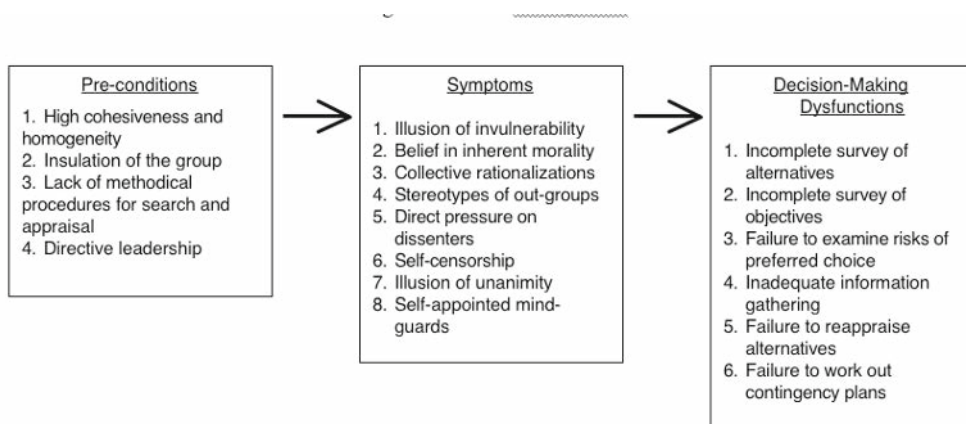 Pre-conditions
1. High cohesiveness and
homogeneity
2. Insulation of the group
3. Lack of methodical
procedures for search and
appraisal
4. Directive leadership
Symptoms
1. Illusion of invulnerability
2. Belief in inherent morality
3. Collective rationalizations
4. Stereotypes of out-groups
5. Direct pressure on
dissenters
6. Self-censorship
7. Illusion of unanimity
8. Self-appointed mind-
guards
Decision-Making
Dysfunctions
1. Incomplete survey of
alternatives
2. Incomplete survey of
objectives
3. Failure to examine risks of
preferred choice
4. Inadequate information
gathering
5. Failure to reappraise
alternatives
6. Failure to work out
contingency plans